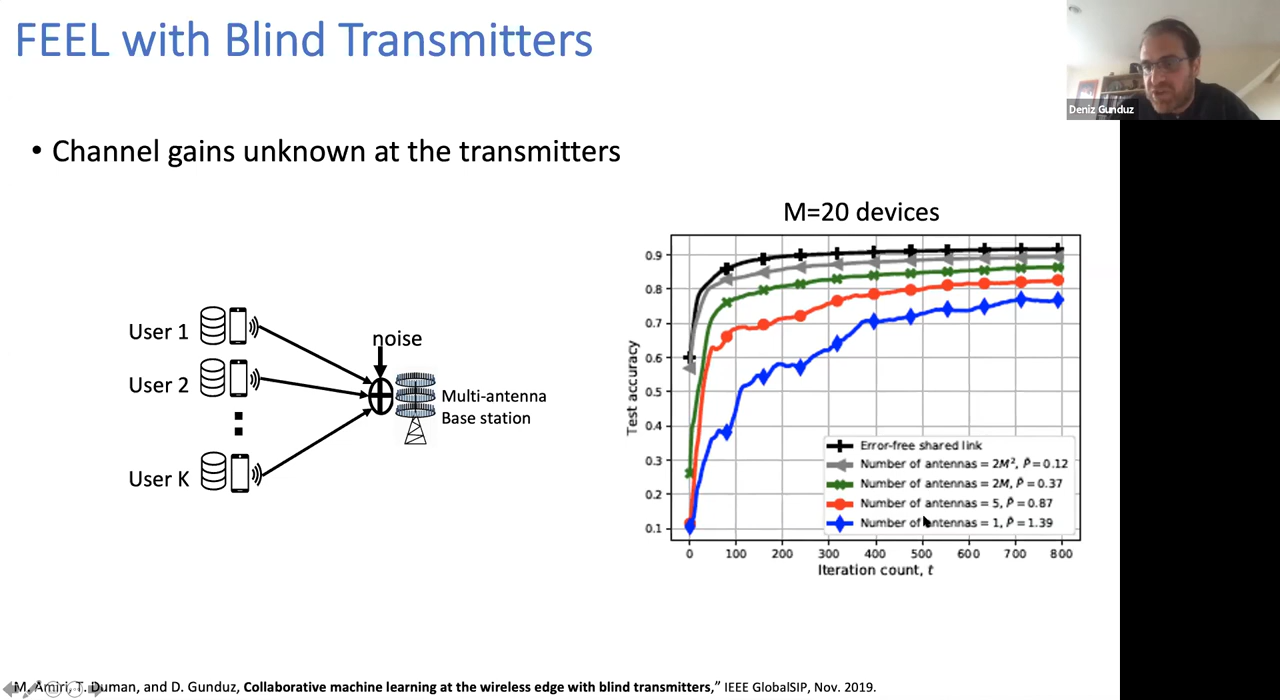 FEEL with Blind Transmitters
Deniz Gunduz
• Channel gains unknown at the transmitters
User 1
User 2
User K
noise
Multi-antenna
Base station
M=20 devices
Test accuracy
0.9
0.8
0.7
0.6
0.5
0.4
0.3
0.2
0.1
Error-free shared link
Number of antennas = 2M², P̄=0.12
Number of antennas = 2M, P̄=0.37
Number of antennas = 5, P̄=0.87
Number of antennas = 1, P̄=1.39
0 100 200 300 400 500 600 700 800
Iteration count, t
M. Amiri, T. Duman, and D. Gunduz, Collaborative machine learning at the wireless edge with blind transmitters,” IEEE GlobalSIP, Nov. 2019.